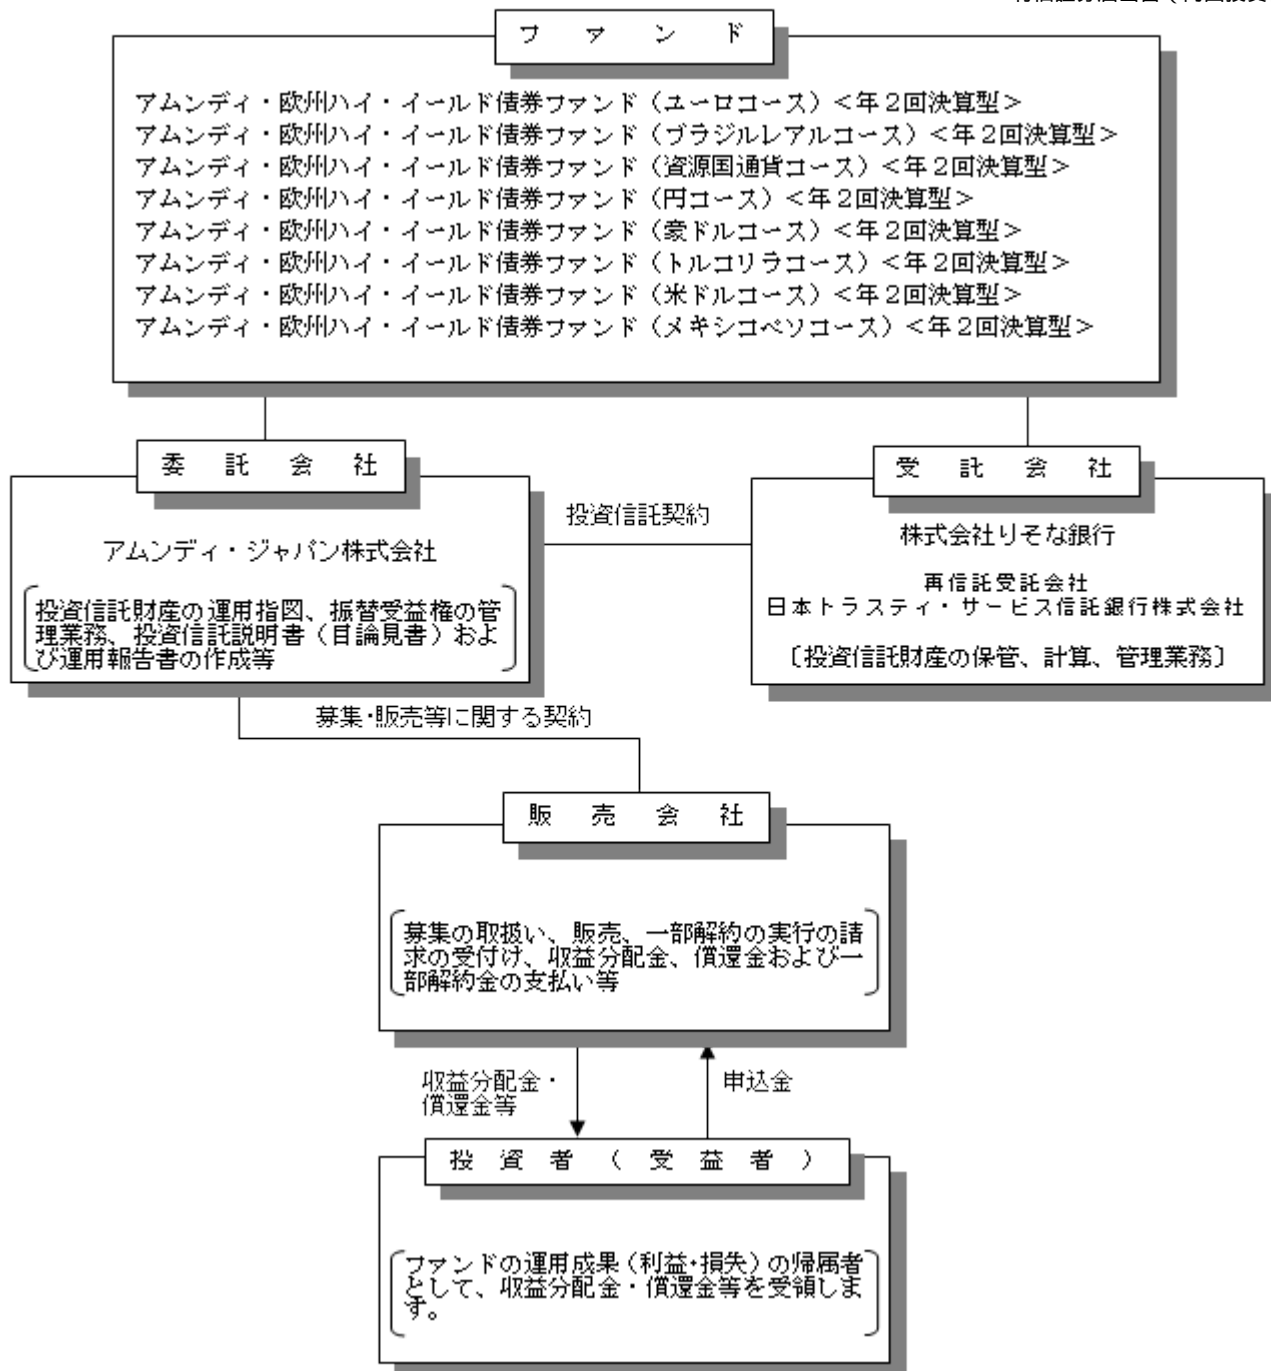 フ ァ ン ド
アムンディ・欧州ハイ・イールド債券ファンド（ユーロコース）＜年２回決算型＞
アムンディ・欧州ハイ・イールド債券ファンド（ブラジルレアルコース）＜年２回決算型＞
アムンディ・欧州ハイ・イールド債券ファンド（資源国通貨コース）＜年２回決算型＞
アムンディ・欧州ハイ・イールド債券ファンド（円コース）＜年２回決算型＞
アムンディ・欧州ハイ・イールド債券ファンド（豪ドルコース）＜年２回決算型＞
アムンディ・欧州ハイ・イールド債券ファンド（トルコリラコース）＜年２回決算型＞
アムンディ・欧州ハイ・イールド債券ファンド（米ドルコース）＜年２回決算型＞
アムンディ・欧州ハイ・イールド債券ファンド（メキシコペソコース）＜年２回決算型＞
委 託 会 社
アムンディ・ジャパン株式会社
投資信託財産の運用指図、振替受益権の管
理業務、投資信託説明書（目論見書）およ
び運用報告書の作成等
投資信託契約
受 託 会 社
株式会社りそな銀行
再信託受託会社
日本トラスティ・サービス信託銀行株式会社
〔投資信託財産の保管、計算、管理業務〕
募集・販売等に関する契約
販 売 会 社
募集の取扱い、販売、一部解約の実行の請
求の受付け、収益分配金、償還金および一
部解約金の支払い等
収益分配金・
償還金等
申込金
投 資 者 （ 受 益 者 ）
ファンドの運用成果（利益・損失）の帰属者
として、収益分配金・償還金等を受領しま
す。